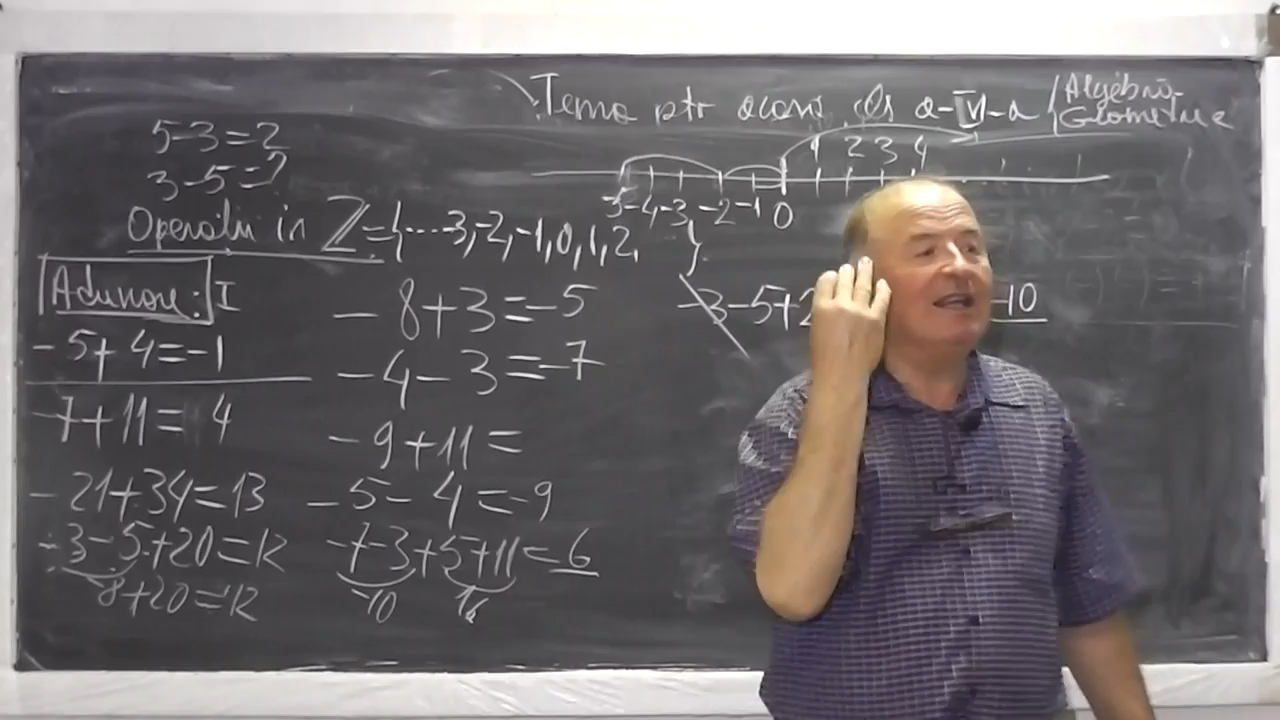 Tema ptr acasă. Cls a-VI-a / Algebră
Geometrie
5-3=2
3-5=?
1 2 3 4
-5 -4 -3 -2 -1 0
Operații în ℤ={...-3,-2,-1,0,1,2, }
Adunare: I
-5+4=-1
-7+11= 4
-21+34=13
-3-5+20=12
-8+20=12
-8+3=-5
-4-3=-7
-9+11=
-5-4=-9
-7-3+5+11=6
-10 16
-3-5+2
-10